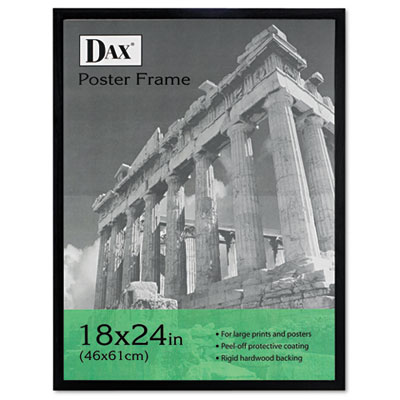 DAX®
Poster Frame
18x24in
(46x61cm)
• For large prints and posters
• Peel-off protective coating
• Rigid hardwood backing